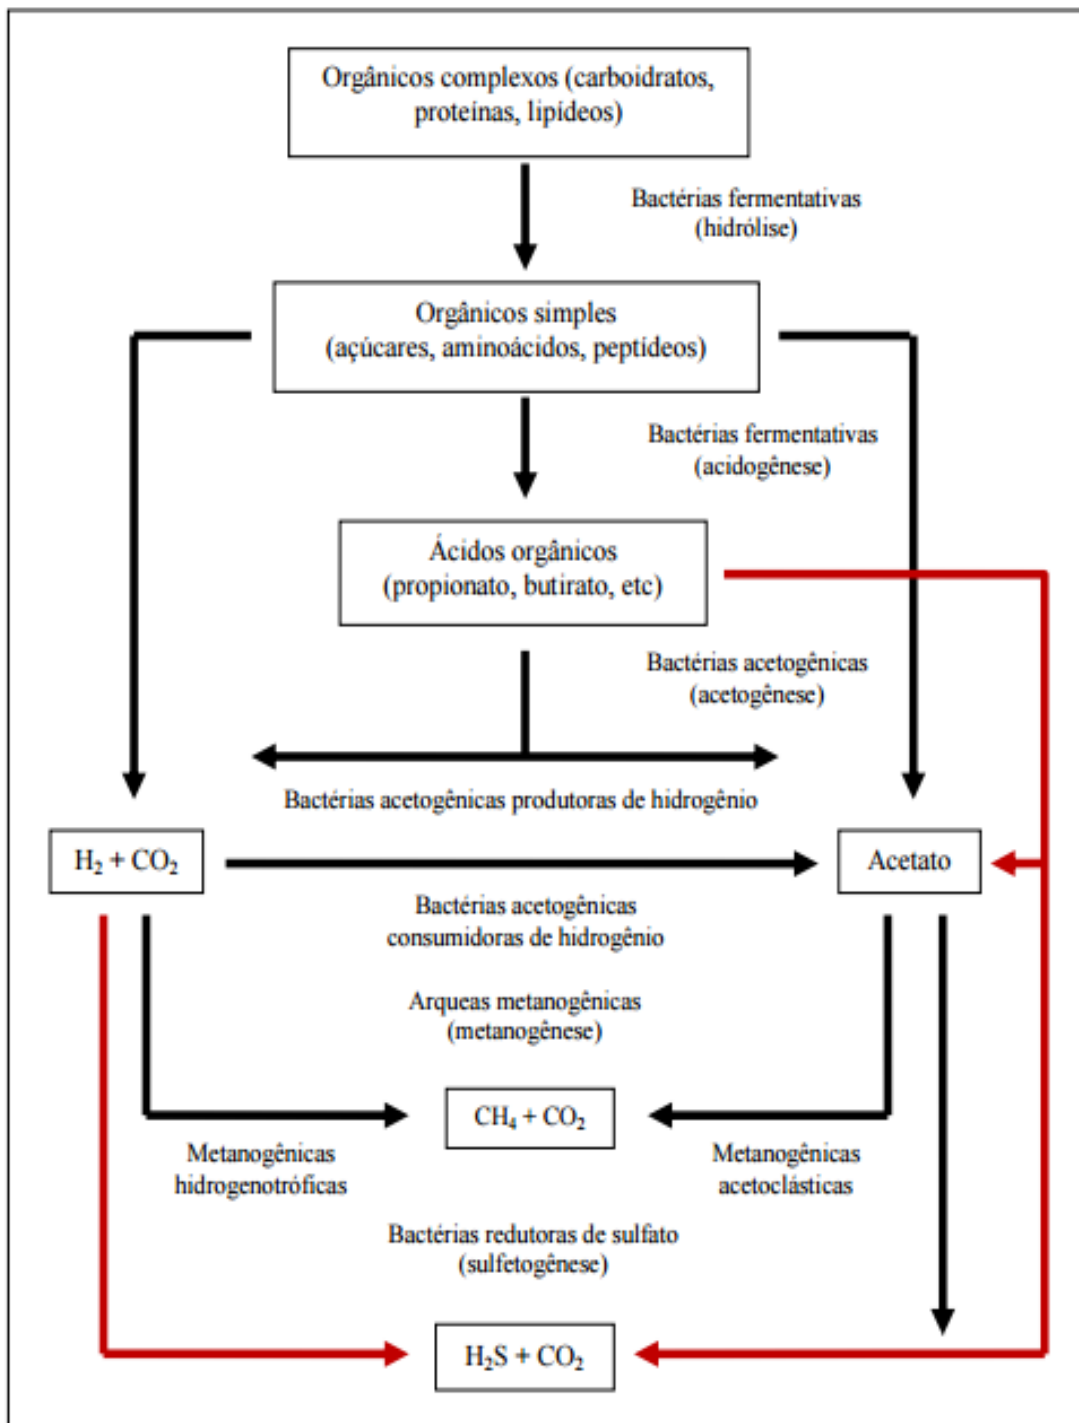 Orgânicos complexos (carboidratos,
proteínas, lipídeos)
Bactérias fermentativas
(hidrólise)
Orgânicos simples
(açúcares, aminoácidos, peptídeos)
Bactérias fermentativas
(acidogênese)
Ácidos orgânicos
(propionato, butirato, etc)
Bactérias acetogênicas
(acetogênese)
Bactérias acetogênicas produtoras de hidrogênio
H₂ + CO₂
Acetato
Bactérias acetogênicas
consumidoras de hidrogênio
Arqueas metanogênicas
(metanogênese)
CH₄ + CO₂
Metanogênicas
hidrogenotróficas
Metanogênicas
acetoclásticas
Bactérias redutoras de sulfato
(sulfetogênese)
H₂S + CO₂